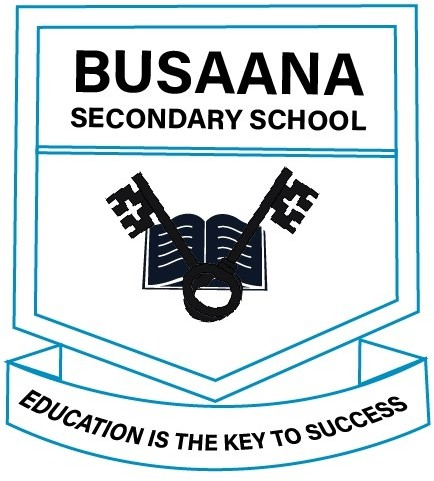 BUSAANA
SECONDARY SCHOOL
EDUCATION IS THE KEY TO SUCCESS